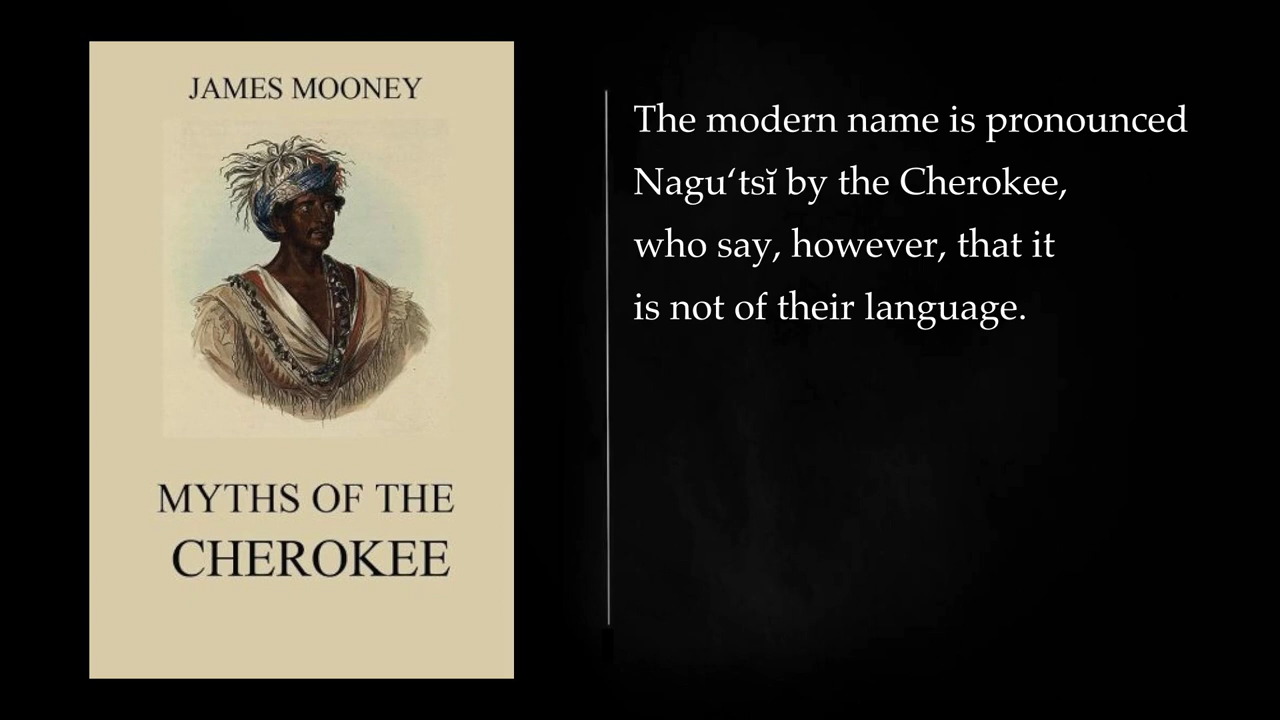 JAMES MOONEY
MYTHS OF THE
CHEROKEE
The modern name is pronounced
Nagu‘tsĭ by the Cherokee,
who say, however, that it
is not of their language.